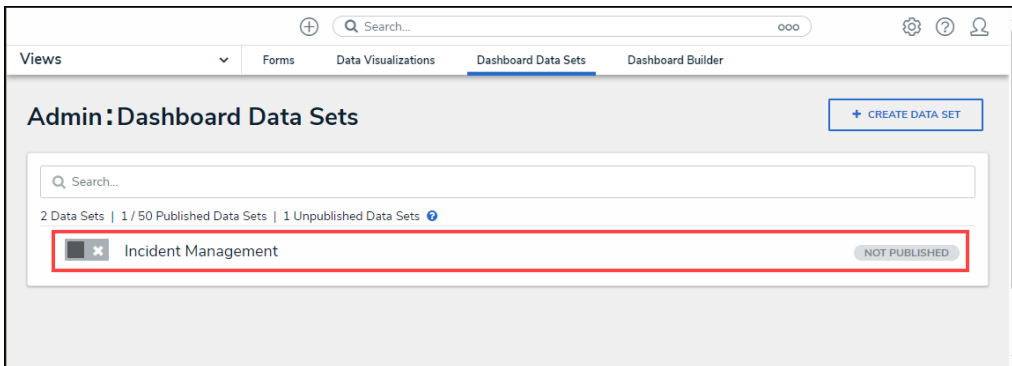 Search... ooo
Views Forms Data Visualizations Dashboard Data Sets Dashboard Builder
Admin:Dashboard Data Sets
+ CREATE DATA SET
Search...
2 Data Sets | 1 / 50 Published Data Sets | 1 Unpublished Data Sets ?
Incident Management
NOT PUBLISHED